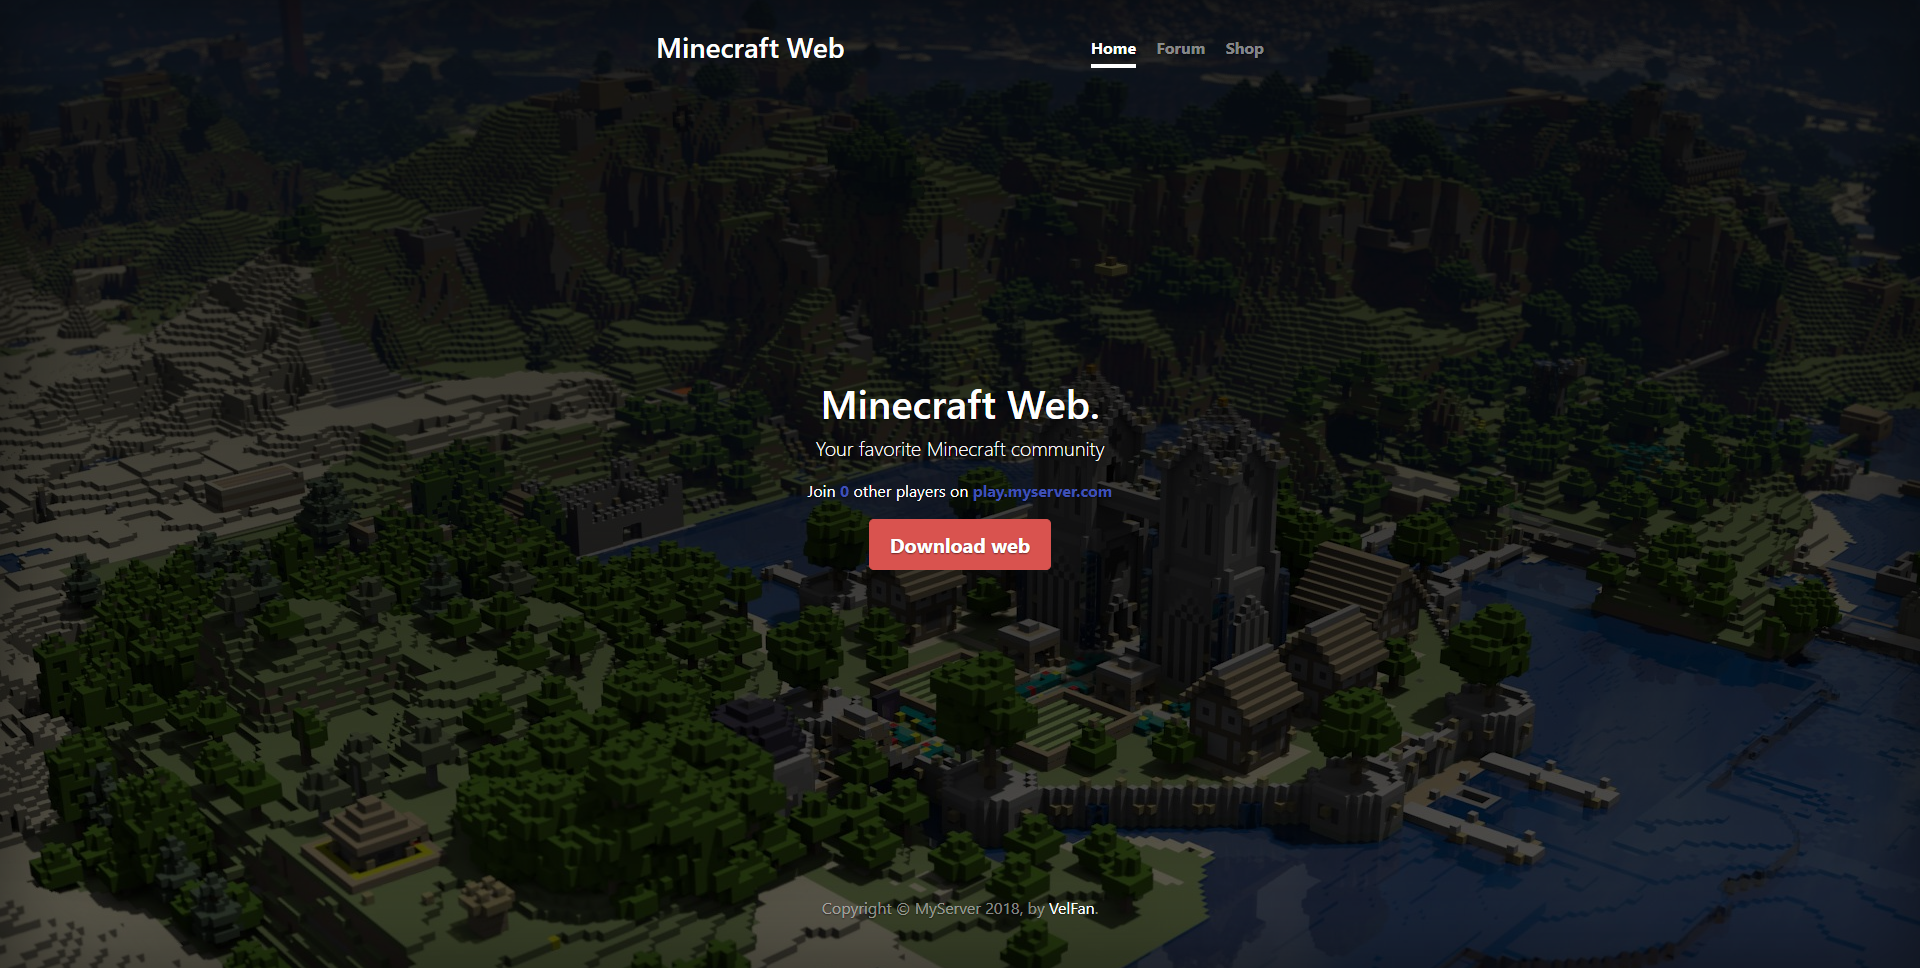 Minecraft Web
Home Forum Shop
Minecraft Web.
Your favorite Minecraft community
Join 0 other players on play.myserver.com
Download web
Copyright © MyServer 2018, by VelFan.